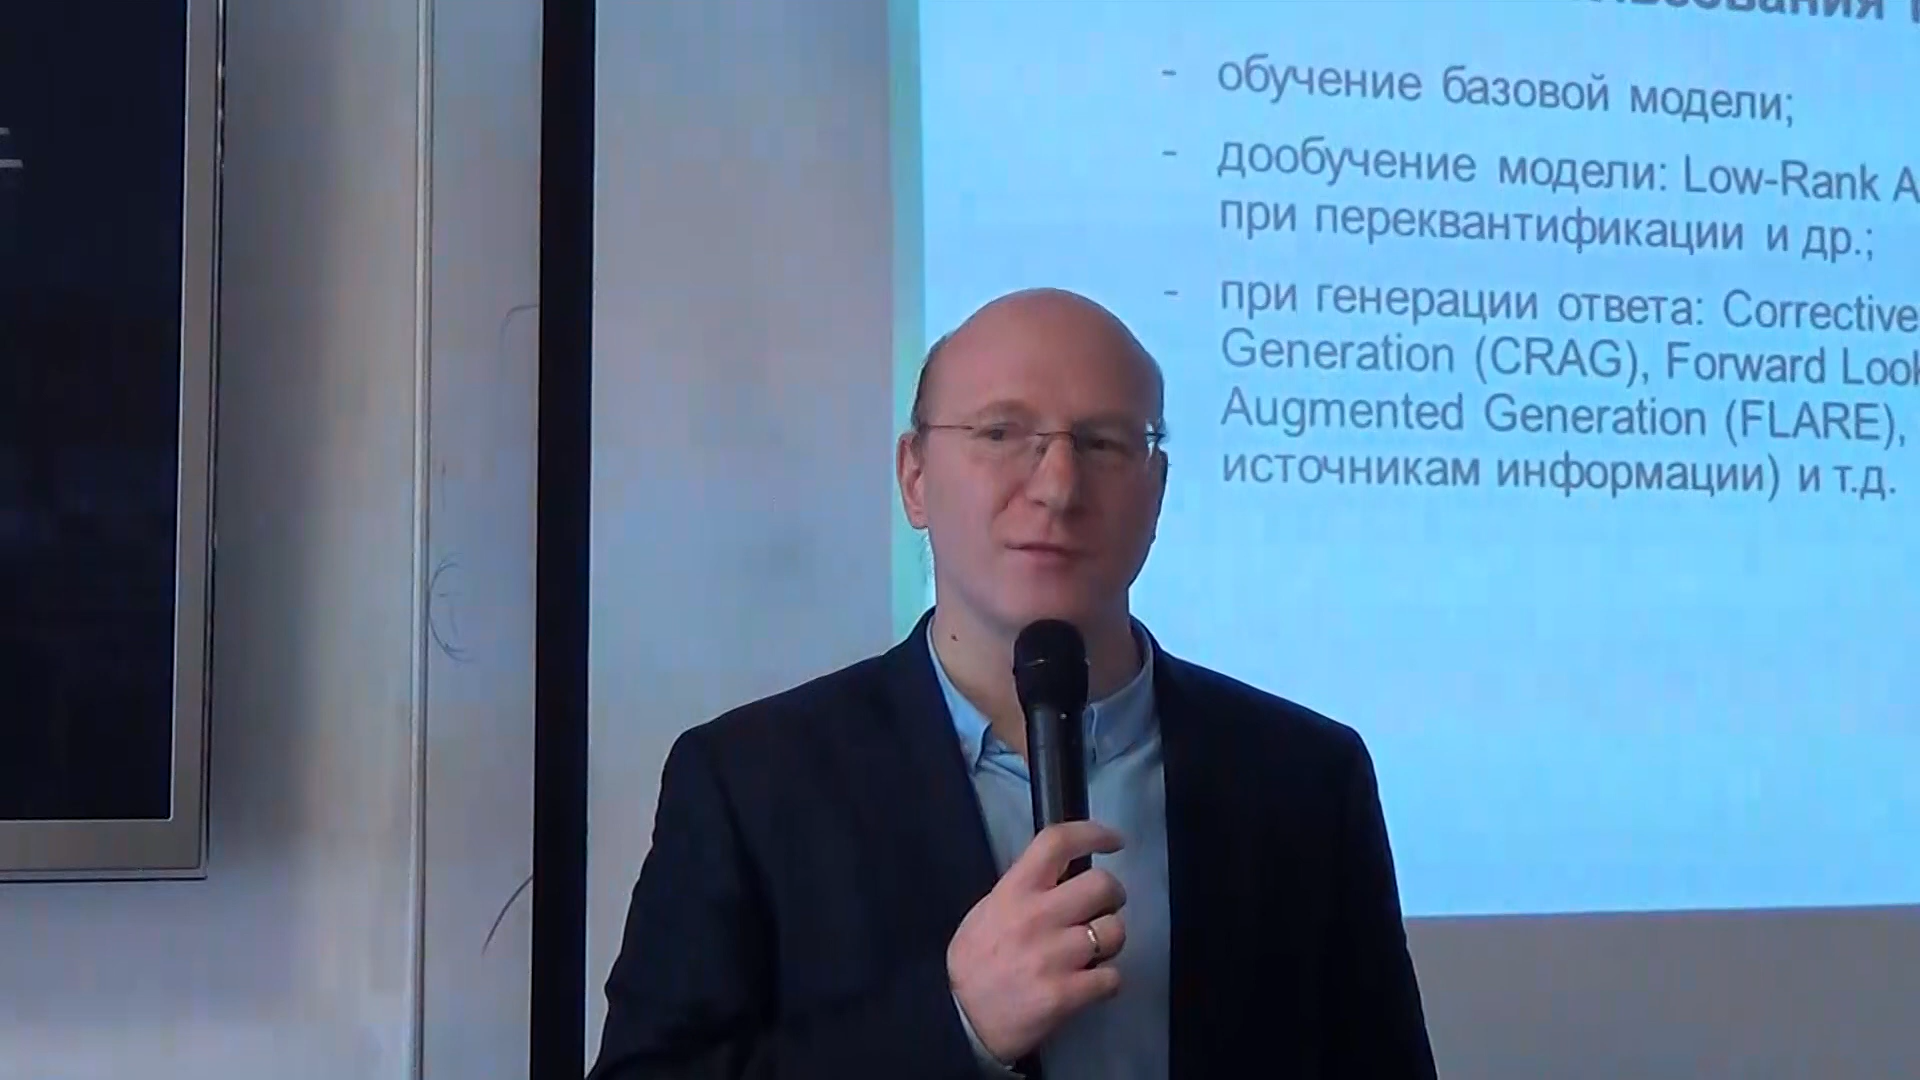 - обучение базовой модели;
- дообучение модели: Low-Rank A
при переквантификации и др.;
- при генерации ответа: Corrective
Generation (CRAG), Forward Look
Augmented Generation (FLARE),
источникам информации) и т.д.